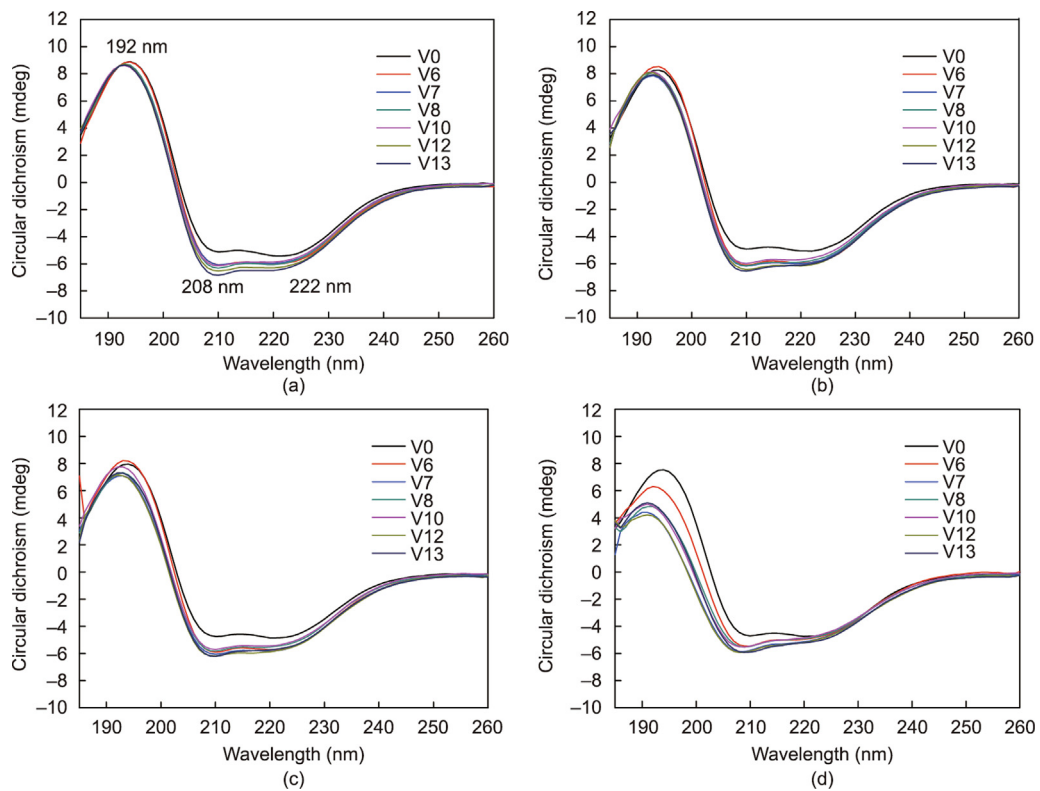 12
10
8
6
4
2
0
–2
–4
–6
–8
–10
Circular dichroism (mdeg)
192 nm
208 nm
222 nm
V0
V6
V7
V8
V10
V12
V13
190 200 210 220 230 240 250 260
Wavelength (nm)
(a)
12
10
8
6
4
2
0
–2
–4
–6
–8
–10
Circular dichroism (mdeg)
V0
V6
V7
V8
V10
V12
V13
190 200 210 220 230 240 250 260
Wavelength (nm)
(b)
12
10
8
6
4
2
0
–2
–4
–6
–8
–10
Circular dichroism (mdeg)
V0
V6
V7
V8
V10
V12
V13
190 200 210 220 230 240 250 260
Wavelength (nm)
(c)
12
10
8
6
4
2
0
–2
–4
–6
–8
–10
Circular dichroism (mdeg)
V0
V6
V7
V8
V10
V12
V13
190 200 210 220 230 240 250 260
Wavelength (nm)
(d)